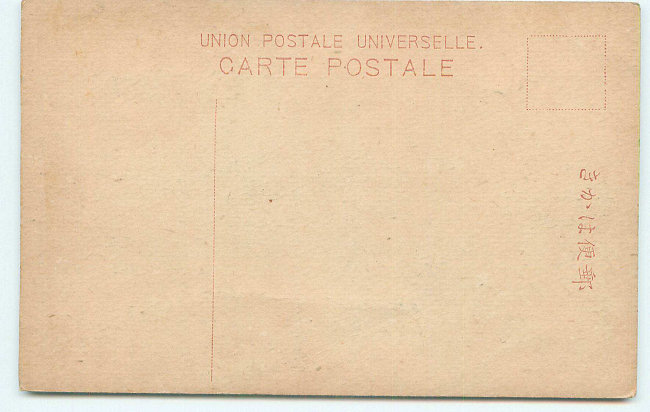 UNION POSTALE UNIVERSELLE.
CARTE POSTALE
郵便はかき